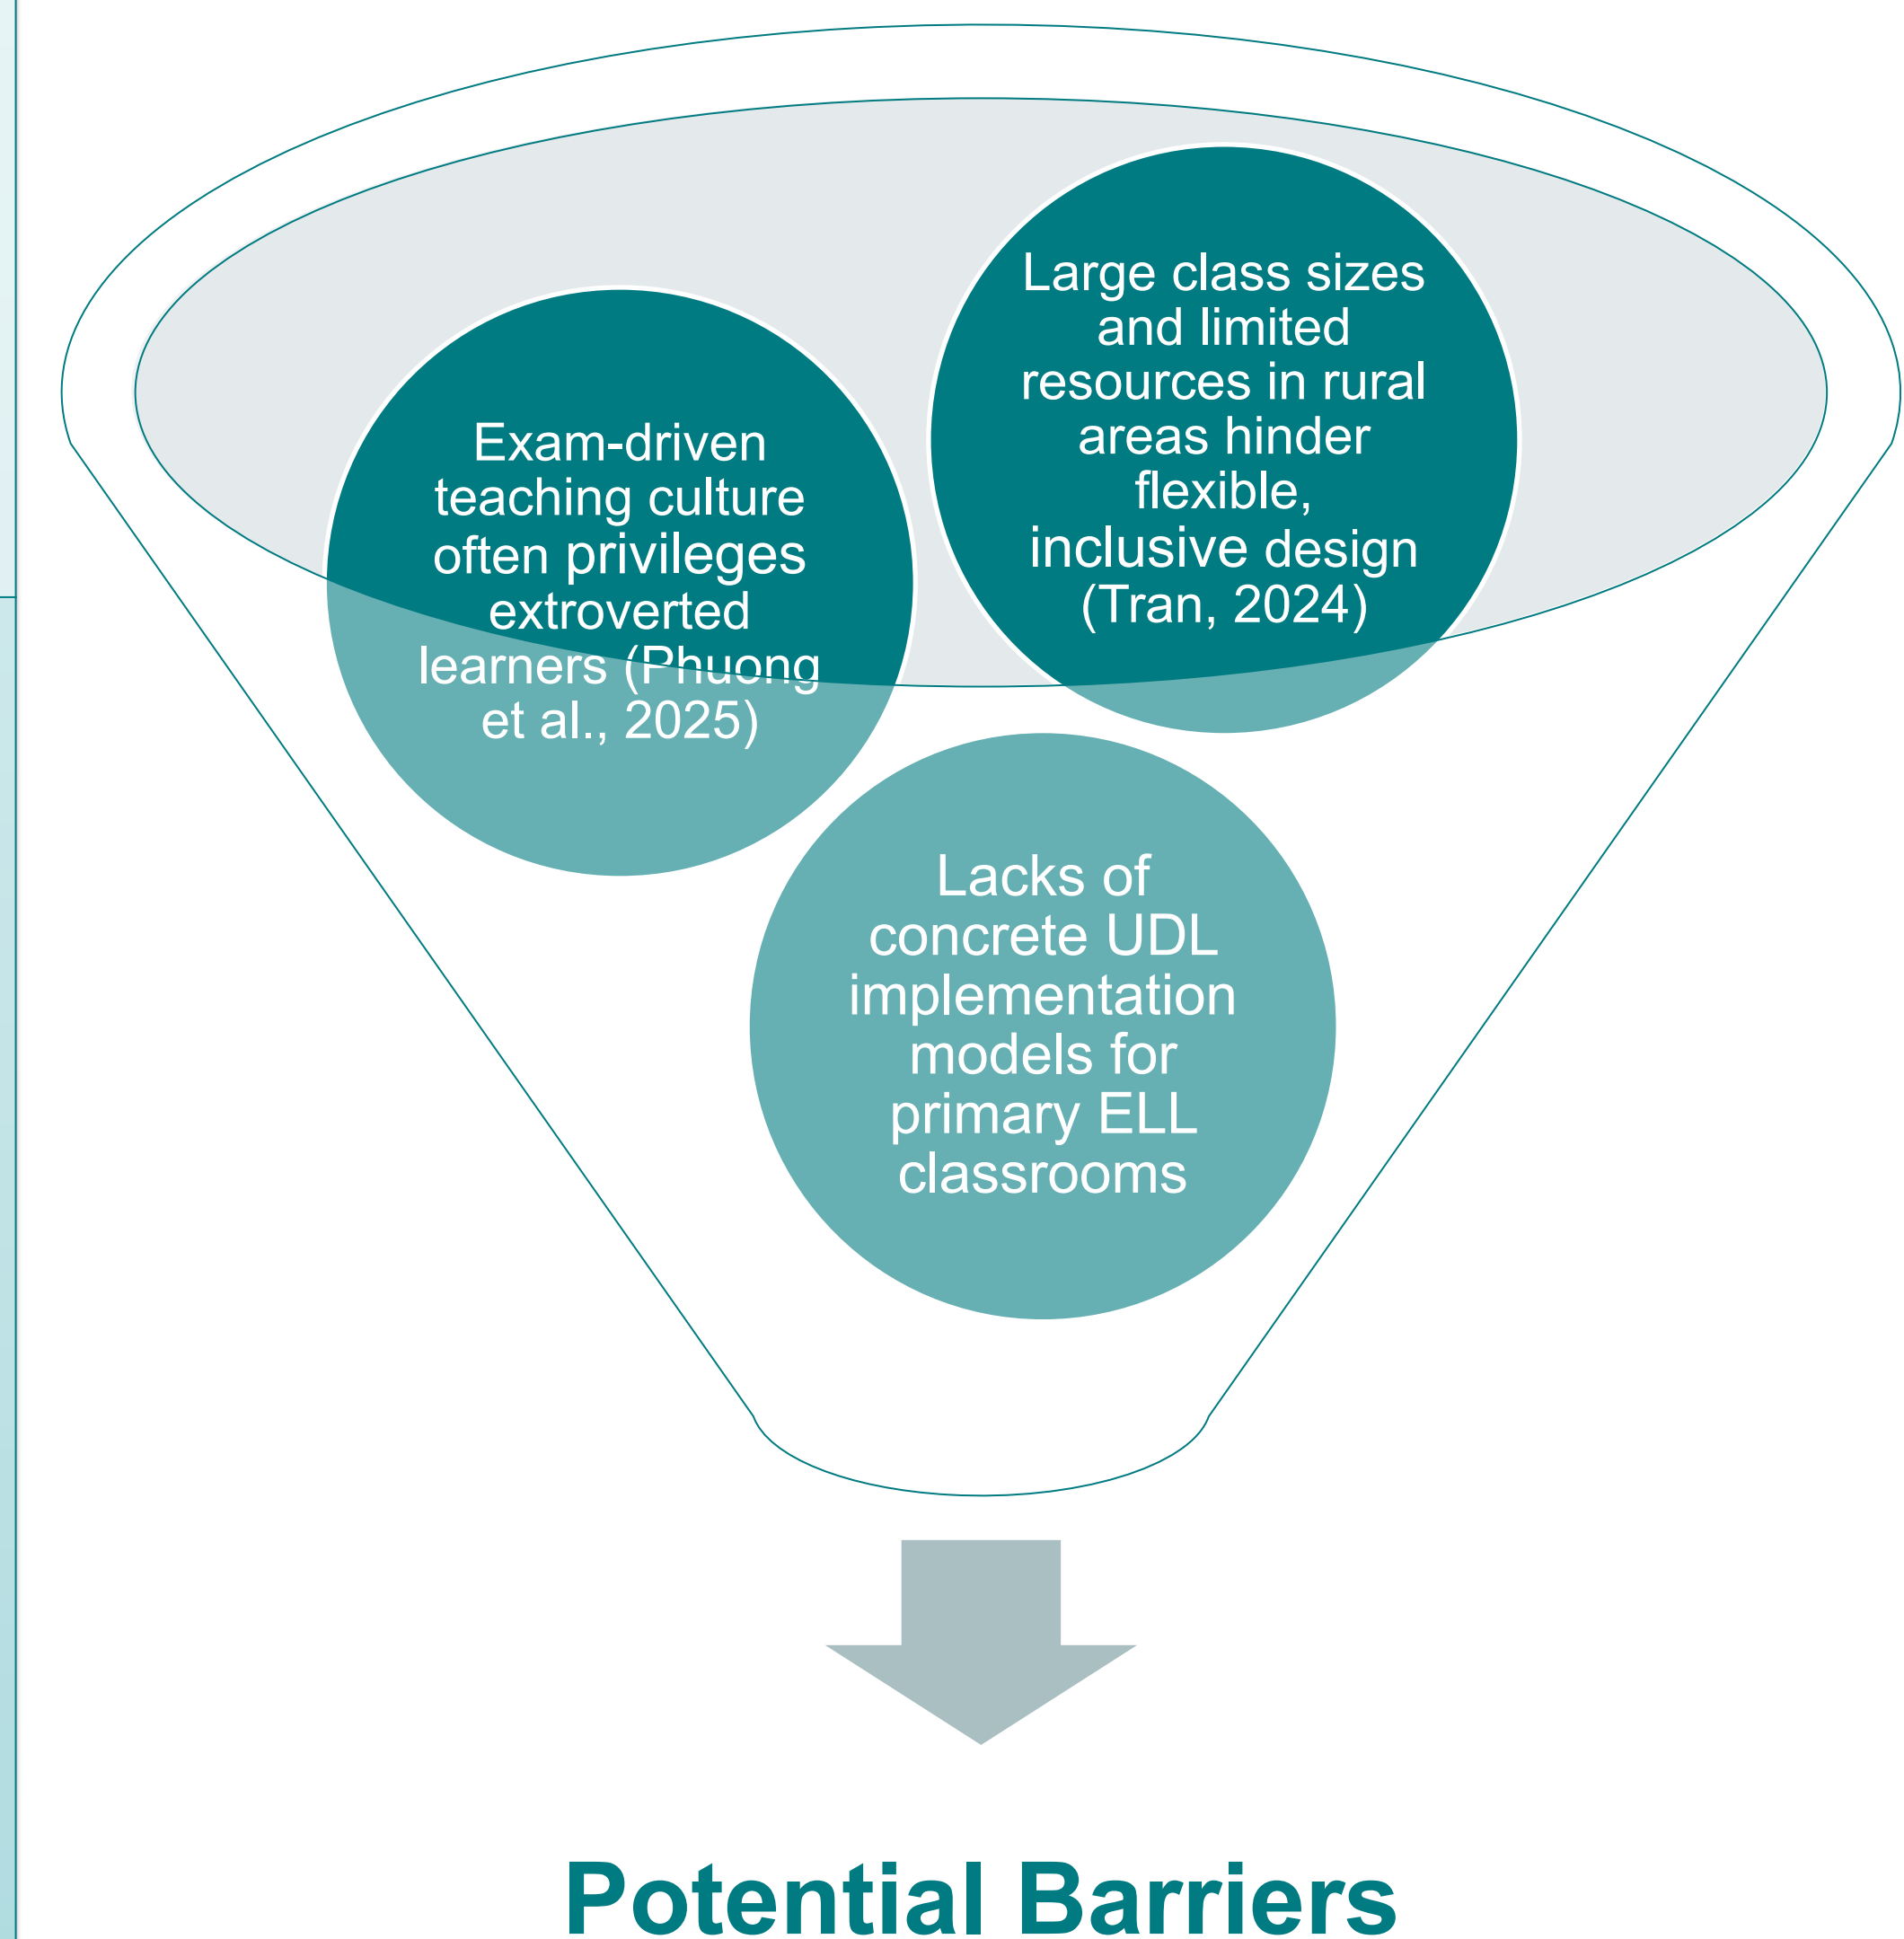 Exam-driven
teaching culture
often privileges
extroverted
learners (Phuong
et al., 2025)
Large class sizes
and limited
resources in rural
areas hinder
flexible,
inclusive design
(Tran, 2024)
Lacks of
concrete UDL
implementation
models for
primary ELL
classrooms
Potential Barriers